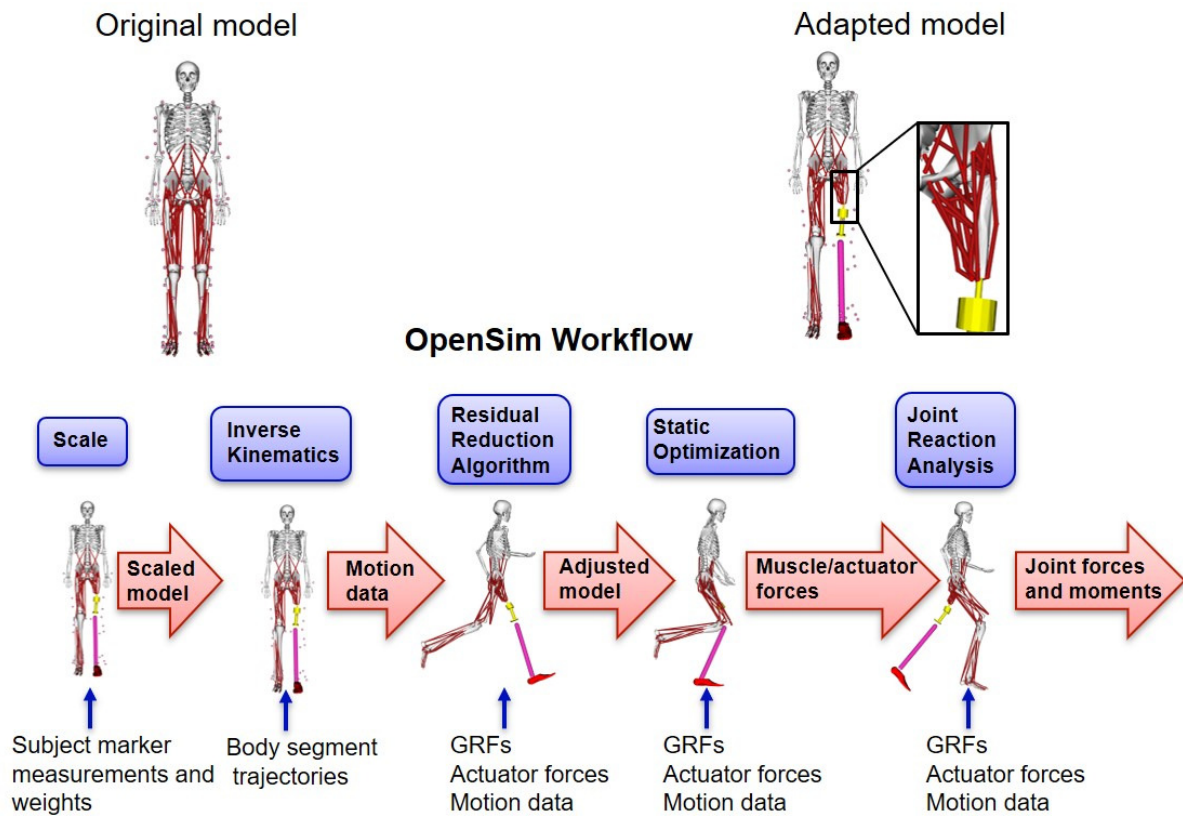 Original model
Adapted model
OpenSim Workflow
Scale
Inverse
Kinematics
Residual
Reduction
Algorithm
Static
Optimization
Joint
Reaction
Analysis
Scaled
model
Motion
data
Adjusted
model
Muscle/actuator
forces
Joint forces
and moments
Subject marker
measurements and
weights
Body segment
trajectories
GRFs
Actuator forces
Motion data
GRFs
Actuator forces
Motion data
GRFs
Actuator forces
Motion data